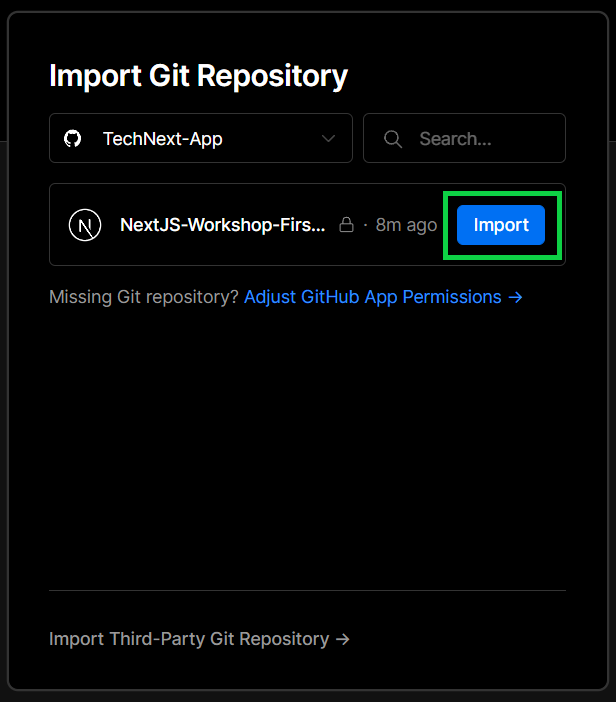 Import Git Repository
TechNext-App
Search...
N
NextJS-Workshop-Firs... · 8m ago
Import
Missing Git repository? Adjust GitHub App Permissions →
Import Third-Party Git Repository →